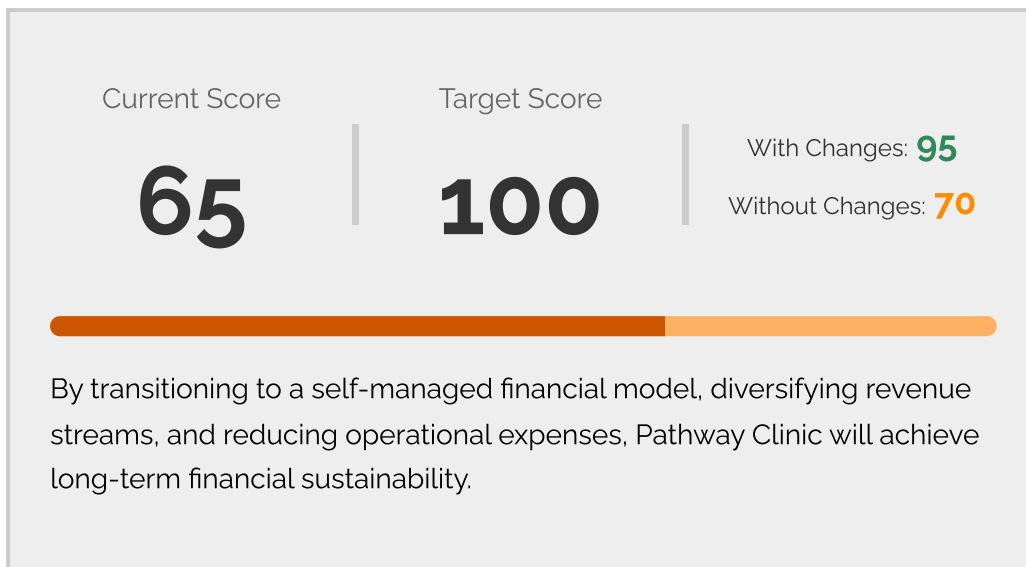 Current Score
Target Score
65
100
With Changes: 95
Without Changes: 70
By transitioning to a self-managed financial model, diversifying revenue
streams, and reducing operational expenses, Pathway Clinic will achieve
long-term financial sustainability.